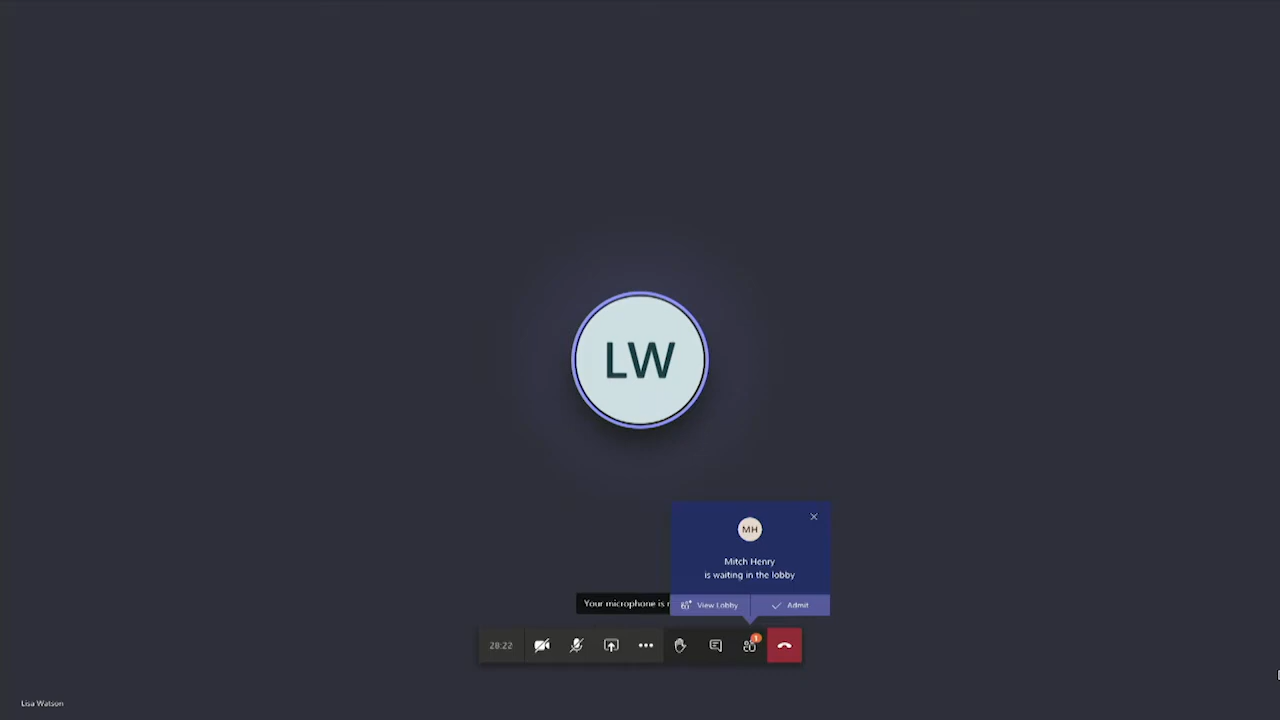 LW
MH
Mitch Henry
is waiting in the lobby
Your microphone is
View Lobby
Admit
28:22
1
Lisa Watson